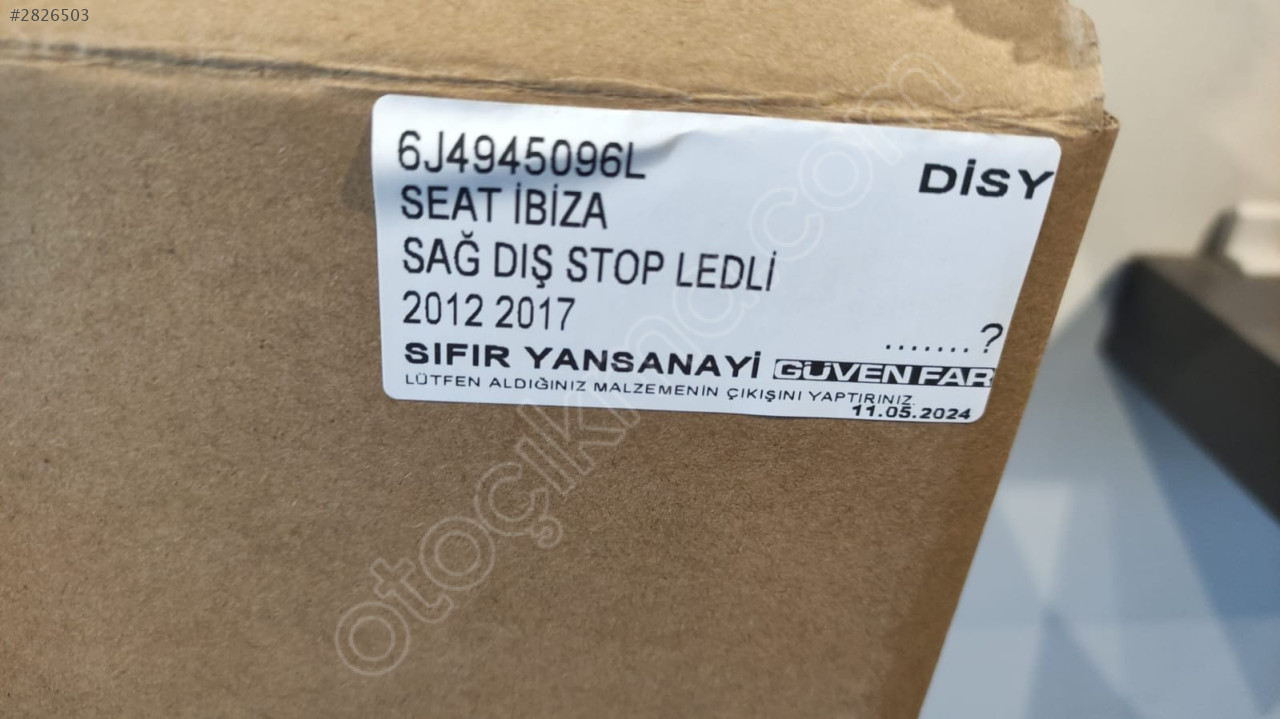 #2826503
6J4945096L
DİSY
SEAT İBİZA
SAĞ DIŞ STOP LEDLİ
2012 2017
.......?
SIFIR YANSANAYİ GÜVEN FAR
LÜTFEN ALDIĞINIZ MALZEMENİN ÇIKIŞINI YAPTIRINIZ.
11.05.2024
otoçıkma.com